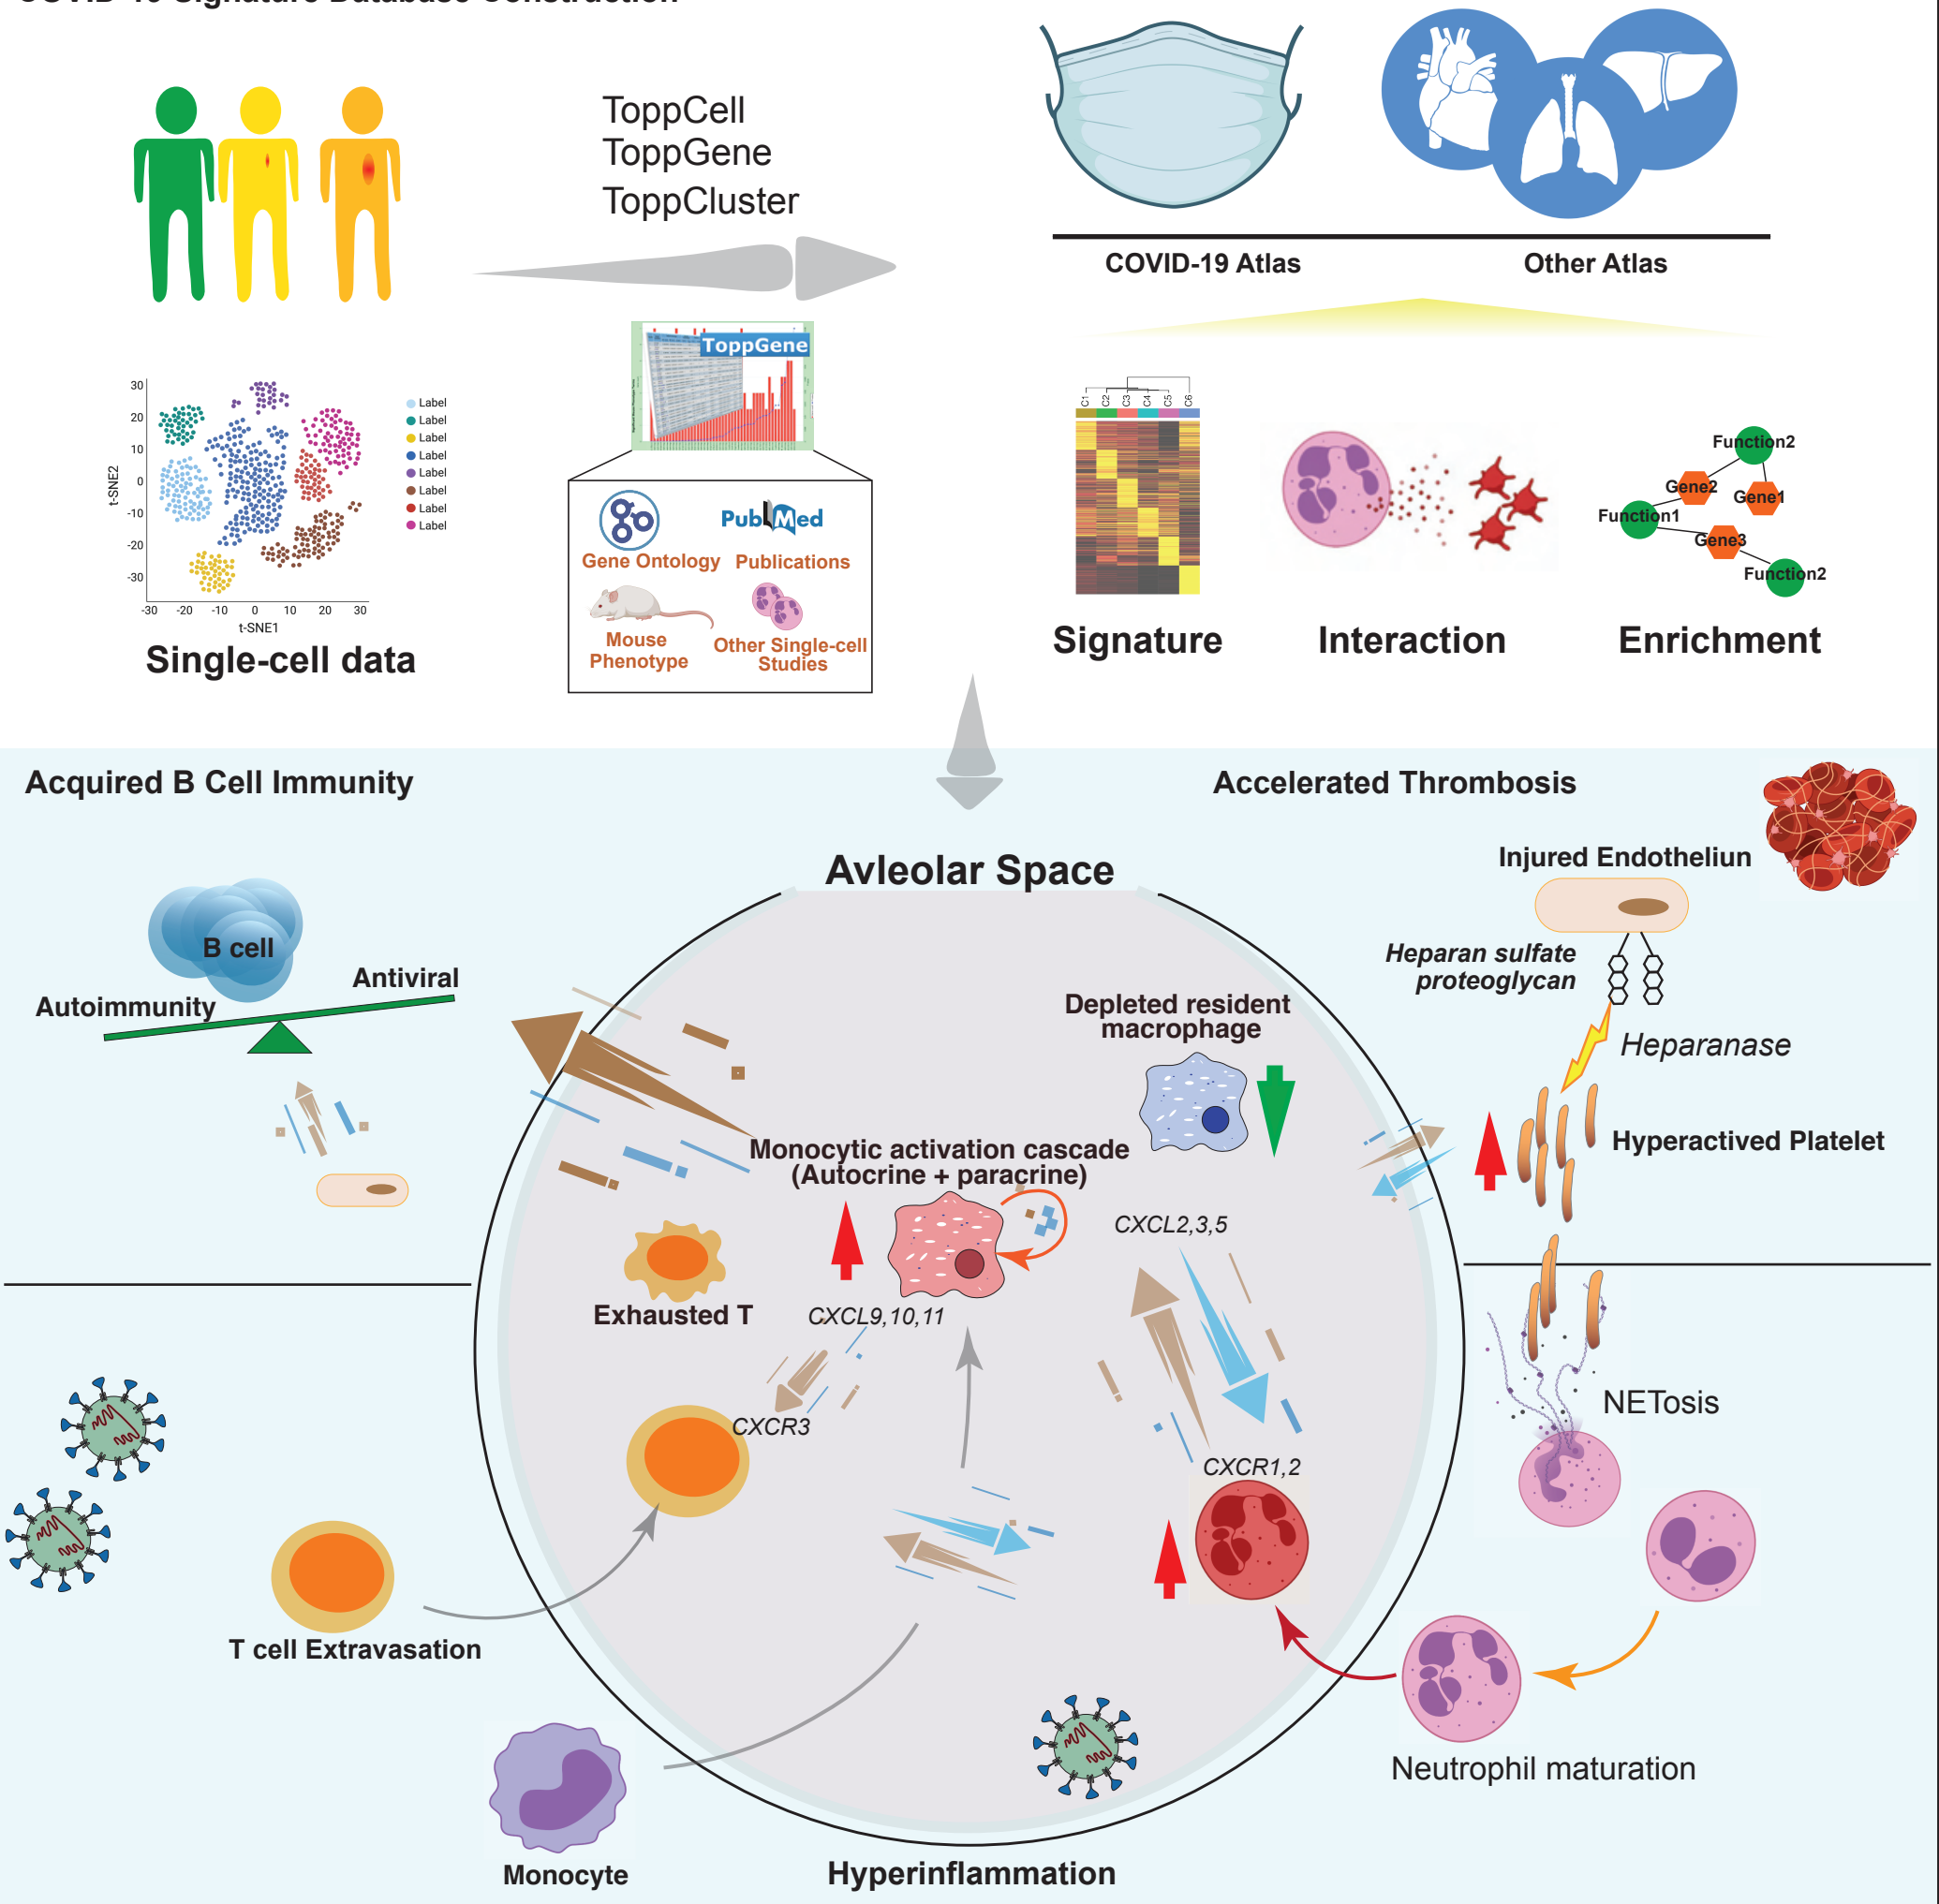 COVID-19 Signature Database Construction
ToppCell
ToppGene
ToppCluster
COVID-19 Atlas
Other Atlas
ToppGene
Gene Ontology
PubMed
Publications
Mouse
Phenotype
Other Single-cell
Studies
30
20
10
0
-10
-20
-30
t-SNE2
-30 -20 -10 0 10 20 30
t-SNE1
Label
Label
Label
Label
Label
Label
Label
Label
Single-cell data
C1 C2 C3 C4 C5 C6
Signature
Interaction
Function2
Gene2
Gene1
Function1
Gene3
Function2
Enrichment
Acquired B Cell Immunity
Accelerated Thrombosis
Avleolar Space
B cell
Antiviral
Autoimmunity
Injured Endotheliun
Heparan sulfate
proteoglycan
Heparanase
Hyperactived Platelet
Depleted resident
macrophage
Monocytic activation cascade
(Autocrine + paracrine)
CXCL2,3,5
Exhausted T
CXCL9,10,11
CXCR3
CXCR1,2
NETosis
T cell Extravasation
Neutrophil maturation
Monocyte
Hyperinflammation